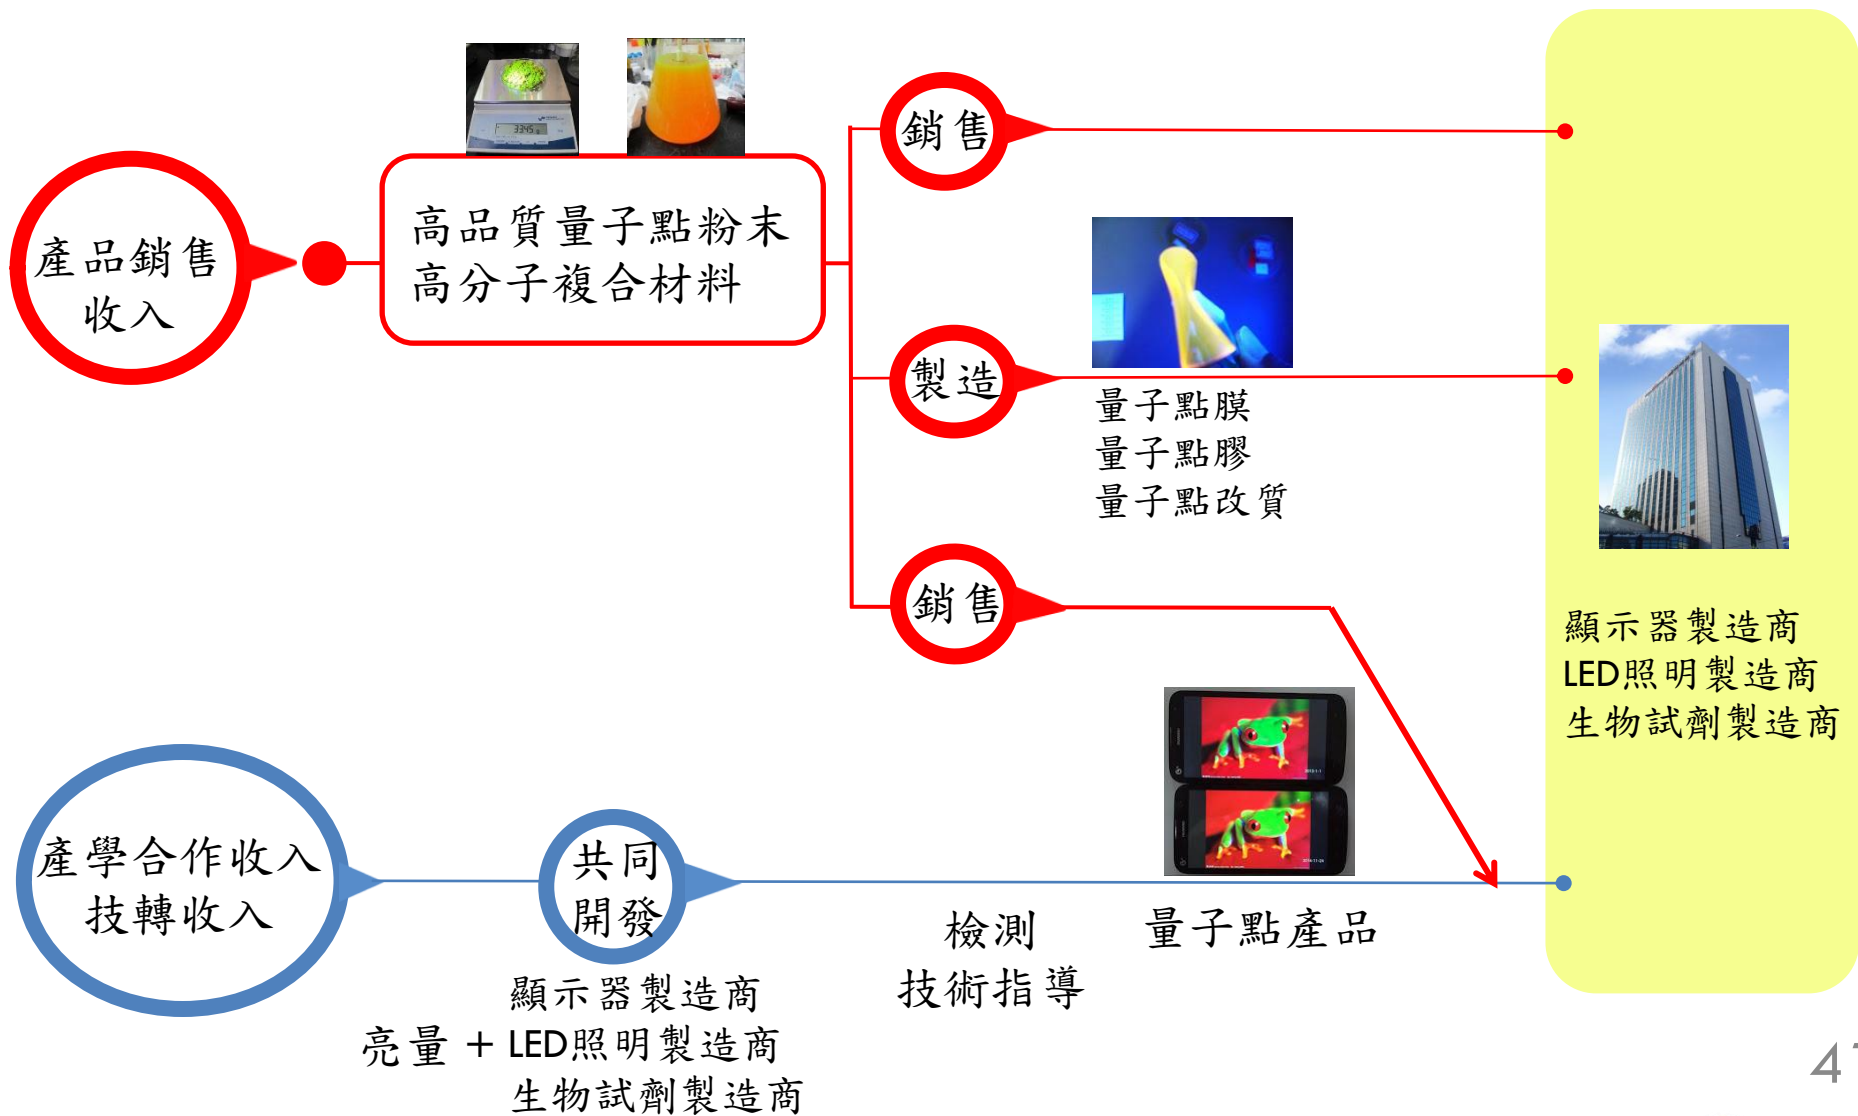 產品銷售
收入
高品質量子點粉末
高分子複合材料
銷售
製造
量子點膜
量子點膠
量子點改質
銷售
顯示器製造商
LED照明製造商
生物試劑製造商
產學合作收入
技轉收入
共同
開發
檢測
技術指導
量子點產品
顯示器製造商
亮量 + LED照明製造商
生物試劑製造商